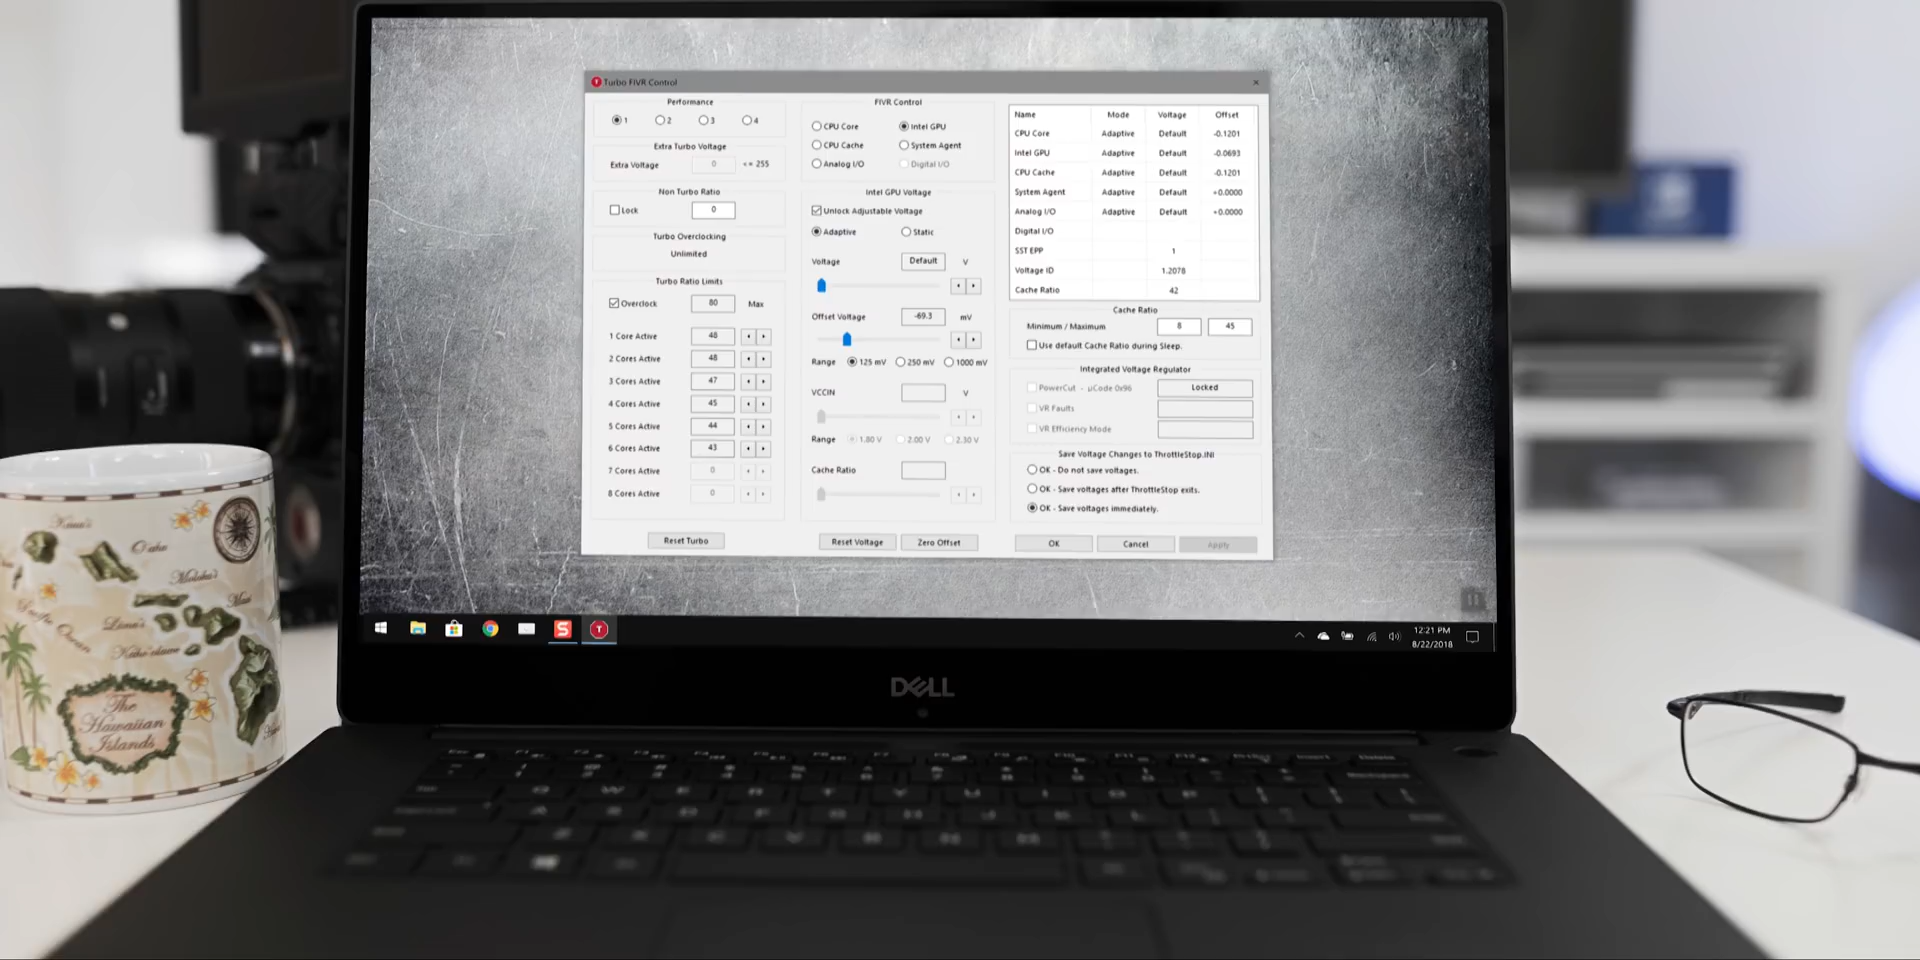 Turbo FIVR Control
Performance
1 2 3 4
Extra Turbo Voltage
Extra Voltage 0 <= 255
Non Turbo Ratio
Lock 0
Turbo Overclocking
Unlimited
Turbo Ratio Limits
Overclock 80 Max
1 Core Active 48
2 Cores Active 48
3 Cores Active 47
4 Cores Active 45
5 Cores Active 44
6 Cores Active 43
7 Cores Active 0
8 Cores Active 0
Reset Turbo
FIVR Control
CPU Core Intel GPU
CPU Cache System Agent
Analog I/O Digital I/O
Intel GPU Voltage
Unlock Adjustable Voltage
Adaptive Static
Voltage Default V
Offset Voltage -69.3 mV
Range 125 mV 250 mV 1000 mV
VCCIN V
Range 1.80 V 2.00 V 2.30 V
Cache Ratio
Reset Voltage Zero Offset
Name Mode Voltage Offset
CPU Core Adaptive Default -0.1201
Intel GPU Adaptive Default -0.0693
CPU Cache Adaptive Default -0.1201
System Agent Adaptive Default +0.0000
Analog I/O Adaptive Default +0.0000
Digital I/O
SST EPP 1
Voltage ID 1.2078
Cache Ratio 42
Cache Ratio
Minimum / Maximum 8 45
Use default Cache Ratio during Sleep.
Integrated Voltage Regulator
PowerCut - µCode 0x96 Locked
VR Faults
VR Efficiency Mode
Save Voltage Changes to ThrottleStop.INI
OK - Do not save voltages.
OK - Save voltages after ThrottleStop exits.
OK - Save voltages immediately.
OK Cancel Apply
12:21 PM
8/22/2018
DELL
Kaua'i
O'ahu
Moloka'i
Maui
Pacific Ocean
Lana'i
Kaho'olawe
The
Hawaiian
Islands